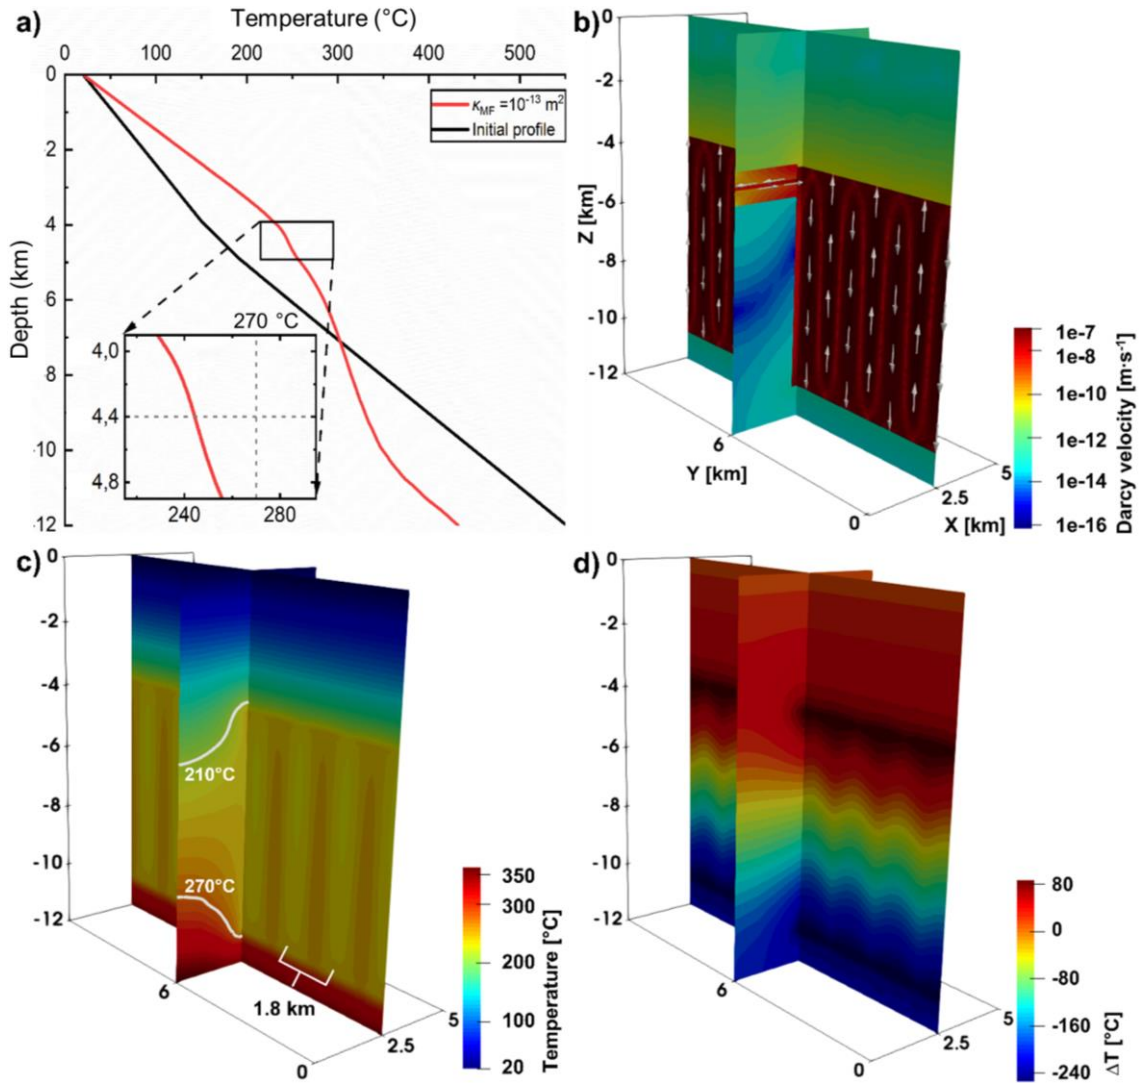 a)
Temperature (°C)
0 100 200 300 400 500
Depth (km)
0
2
4
6
8
10
12
κMF =10⁻¹³ m²
Initial profile
270 °C
4,0
4,4
4,8
240 280
b)
0
-2
-4
-6
-8
-10
-12
Z [km]
6
Y [km]
0
X [km]
2.5
5
1e-7
1e-8
1e-10
1e-12
1e-14
1e-16
Darcy velocity [m·s⁻¹]
c)
0
-2
-4
-6
-8
-10
-12
210°C
270°C
1.8 km
6
0
2.5
5
350
300
200
100
20
Temperature [°C]
d)
0
-2
-4
-6
-8
-10
-12
6
0
2.5
5
80
0
-80
-160
-240
ΔT [°C]